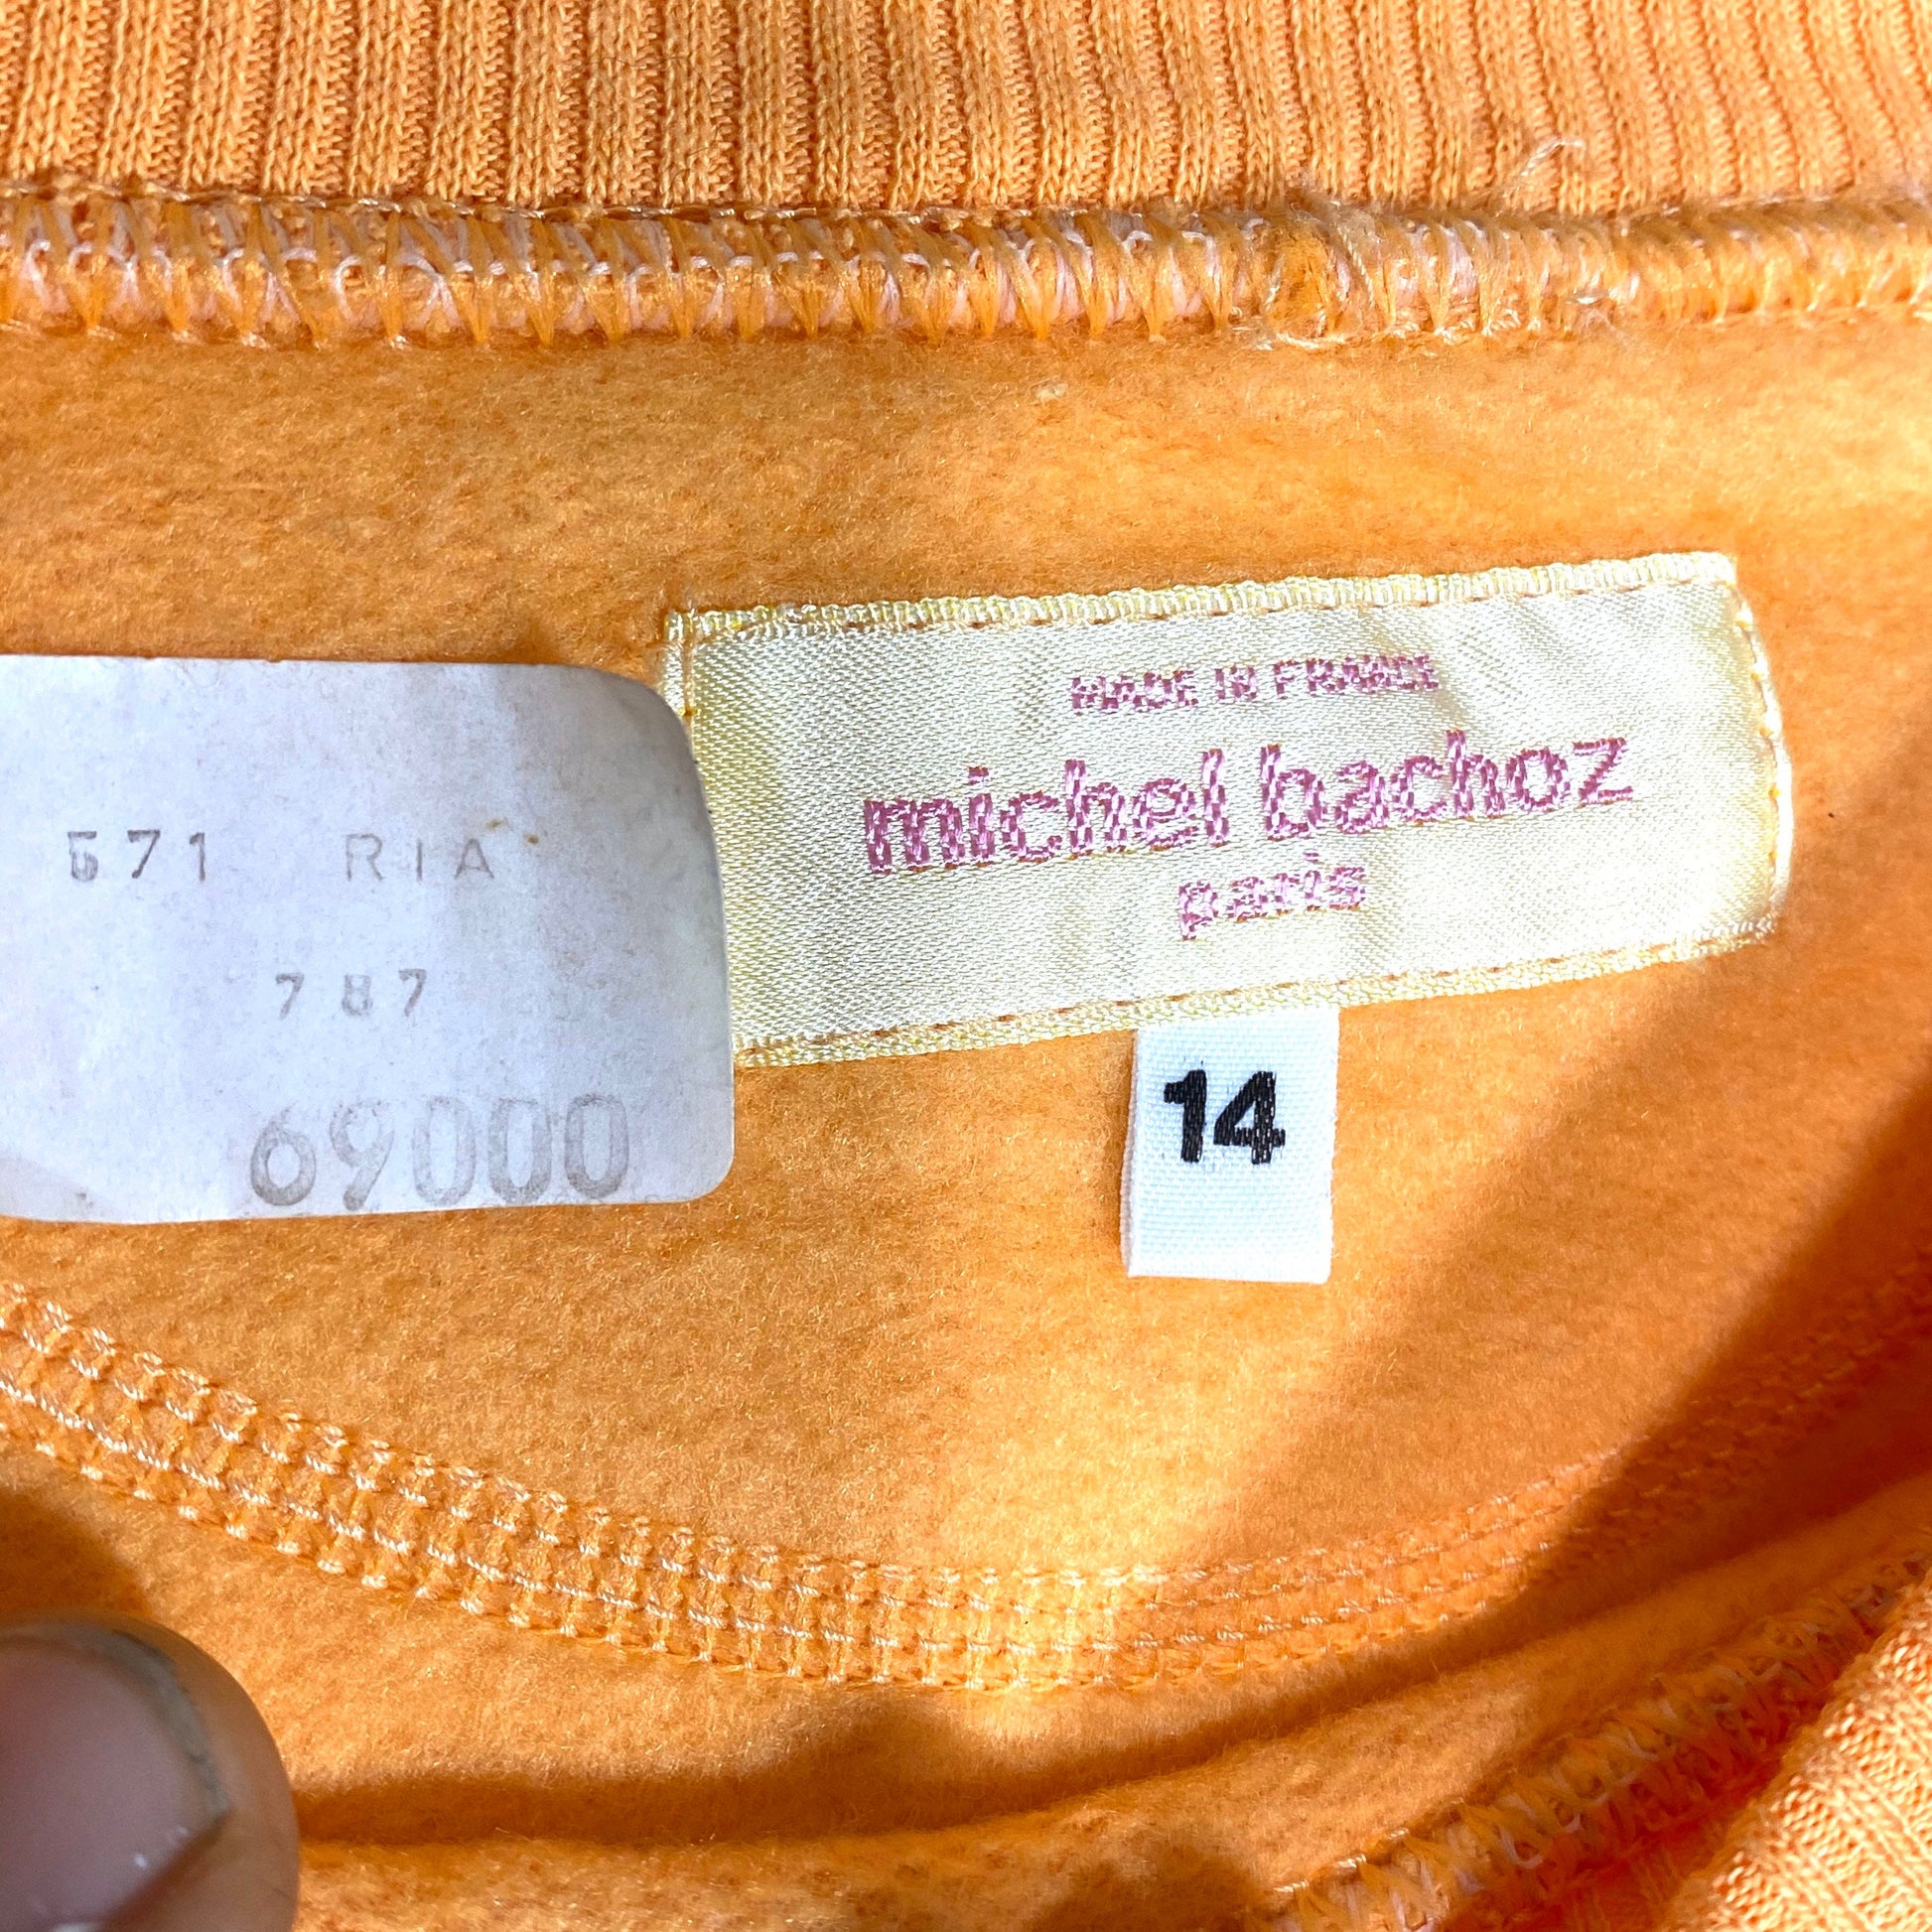 571 RIA
787
69000
MADE IN FRANCE
michel bachoz
paris
14